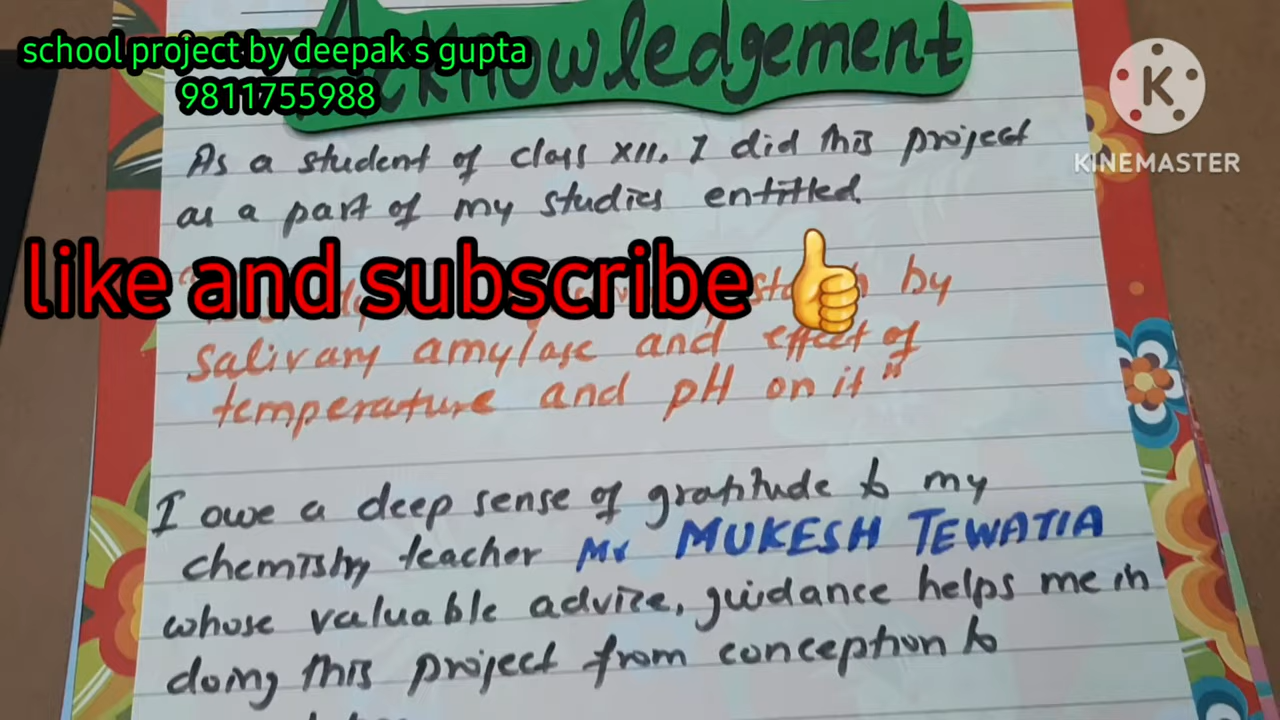 Acknowledgement
school project by deepak s gupta
9811755988
KINEMASTER
As a student of class XII, I did this project
as a part of my studies entitled.
like and subscribe
by
salivary amylase and effect of
temperature and pH on it"
I owe a deep sense of gratitude to my
chemistry teacher Mr MUKESH TEWATIA
whose valuable advice, guidance helps me in
doing this project from conception to